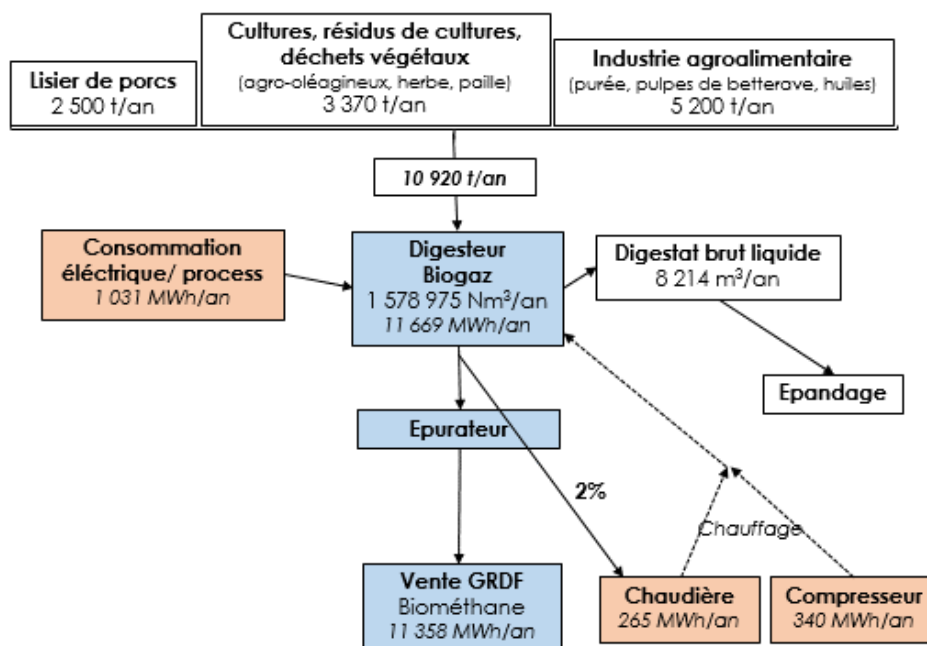 Cultures, résidus de cultures,
déchets végétaux
(agro-oléagineux, herbe, paille)
3 370 t/an
Lisier de porcs
2 500 t/an
Industrie agroalimentaire
(purée, pulpes de betterave, huiles)
5 200 t/an
10 920 t/an
Consommation
éléctrique/ process
1 031 MWh/an
Digesteur
Biogaz
1 578 975 Nm³/an
11 669 MWh/an
Digestat brut liquide
8 214 m³/an
Epandage
Epurateur
2%
Chauffage
Vente GRDF
Biométhane
11 358 MWh/an
Chaudière
265 MWh/an
Compresseur
340 MWh/an